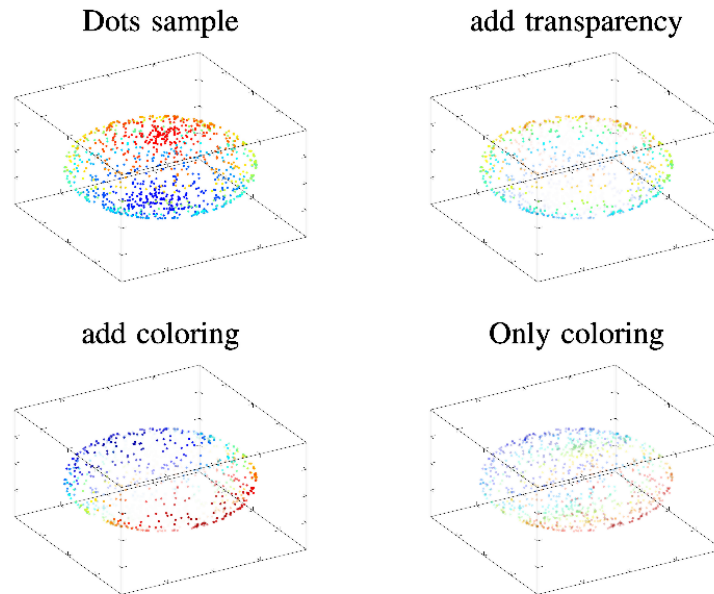 Dots sample
add transparency
add coloring
Only coloring